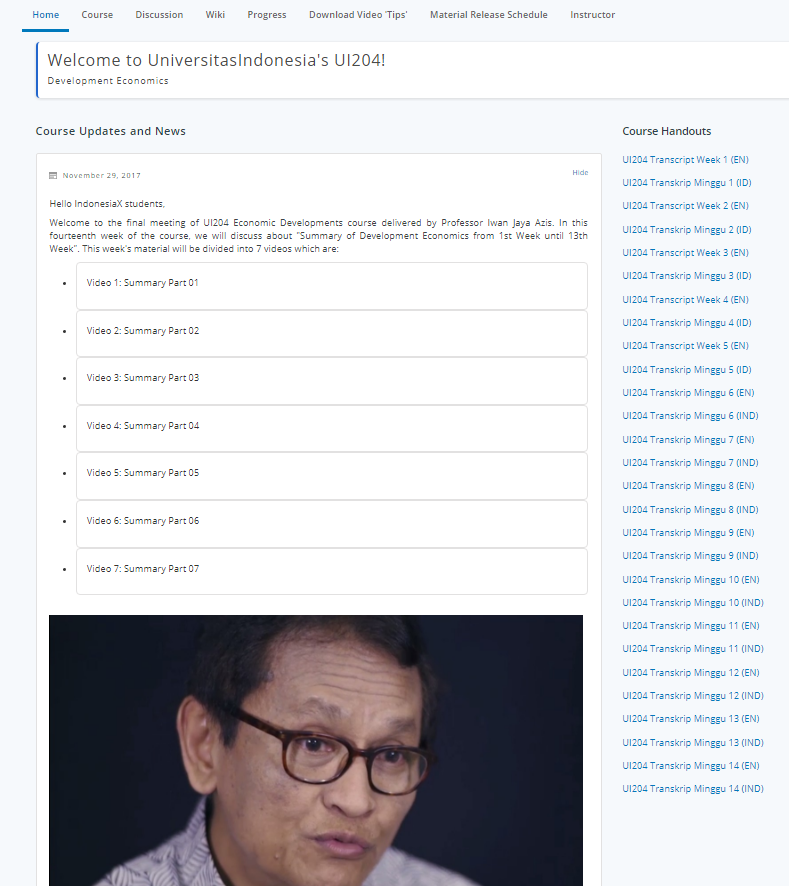 Home Course Discussion Wiki Progress Download Video 'Tips' Material Release Schedule Instructor
Welcome to UniversitasIndonesia's UI204!
Development Economics
Course Updates and News
November 29, 2017
Hide
Hello IndonesiaX students,
Welcome to the final meeting of UI204 Economic Developments course delivered by Professor Iwan Jaya Azis. In this
fourteenth week of the course, we will discuss about "Summary of Development Economics from 1st Week until 13th
Week". This week's material will be divided into 7 videos which are:
Video 1: Summary Part 01
Video 2: Summary Part 02
Video 3: Summary Part 03
Video 4: Summary Part 04
Video 5: Summary Part 05
Video 6: Summary Part 06
Video 7: Summary Part 07
Course Handouts
UI204 Transcript Week 1 (EN)
UI204 Transkrip Minggu 1 (ID)
UI204 Transcript Week 2 (EN)
UI204 Transkrip Minggu 2 (ID)
UI204 Transcript Week 3 (EN)
UI204 Transkrip Minggu 3 (ID)
UI204 Transcript Week 4 (EN)
UI204 Transkrip Minggu 4 (ID)
UI204 Transcript Week 5 (EN)
UI204 Transkrip Minggu 5 (ID)
UI204 Transkrip Minggu 6 (EN)
UI204 Transkrip Minggu 6 (IND)
UI204 Transkrip Minggu 7 (EN)
UI204 Transkrip Minggu 7 (IND)
UI204 Transkrip Minggu 8 (EN)
UI204 Transkrip Minggu 8 (IND)
UI204 Transkrip Minggu 9 (EN)
UI204 Transkrip Minggu 9 (IND)
UI204 Transkrip Minggu 10 (EN)
UI204 Transkrip Minggu 10 (IND)
UI204 Transkrip Minggu 11 (EN)
UI204 Transkrip Minggu 11 (IND)
UI204 Transkrip Minggu 12 (EN)
UI204 Transkrip Minggu 12 (IND)
UI204 Transkrip Minggu 13 (EN)
UI204 Transkrip Minggu 13 (IND)
UI204 Transkrip Minggu 14 (EN)
UI204 Transkrip Minggu 14 (IND)